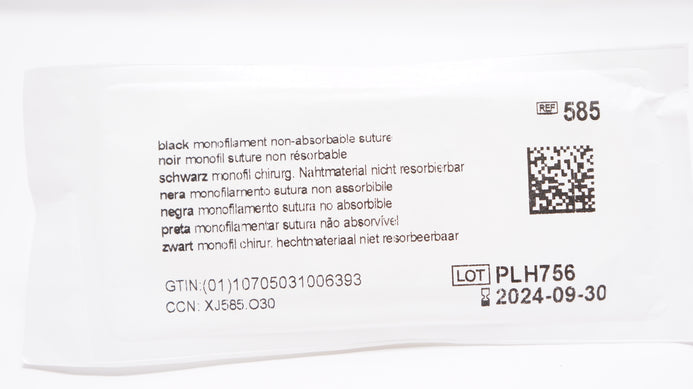 REF 585
black monofilament non-absorbable suture
noir monofil suture non résorbable
schwarz monofil chirurg. Nahtmaterial nicht resorbierbar
nera monofilamento sutura non assorbibile
negra monofilamento sutura no absorbible
preta monofilamentar sutura não absorvível
zwart monofil chirur. hechtmateriaal niet resorbeerbaar
GTIN:(01)10705031006393
CCN: XJ585.O30
LOT PLH756
2024-09-30